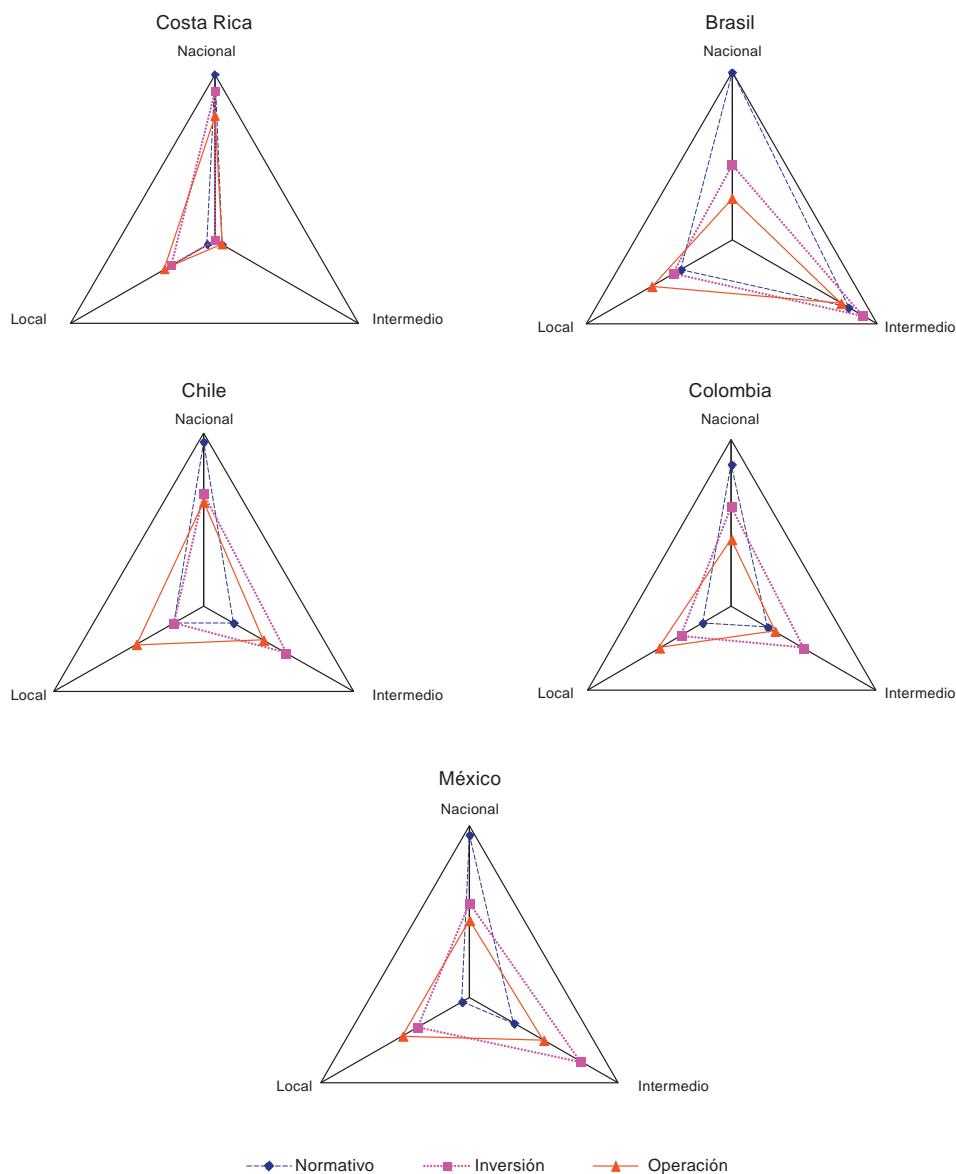 Costa Rica
Nacional
Local
Intermedio
Brasil
Nacional
Local
Intermedio
Chile
Nacional
Local
Intermedio
Colombia
Nacional
Local
Intermedio
México
Nacional
Local
Intermedio
Normativo
Inversión
Operación